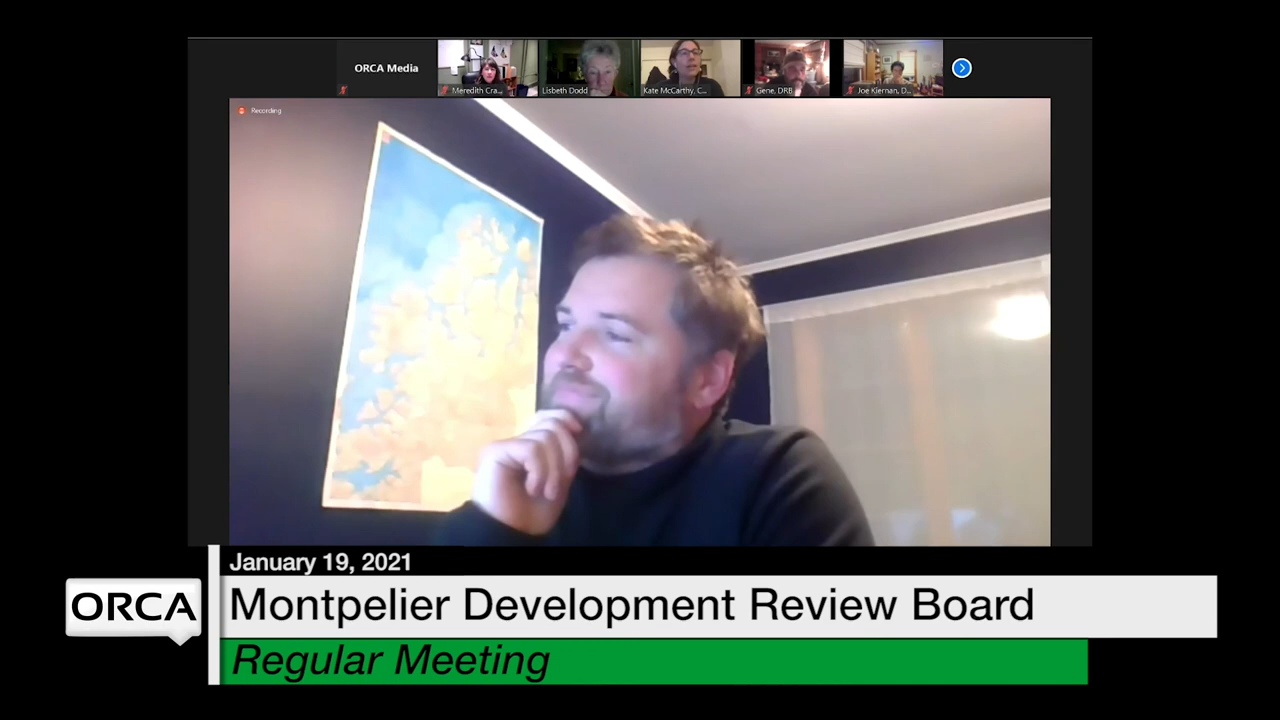 ORCA Media
Meredith Cra...
Lisbeth Dodd
Kate McCarthy, C...
Gene, DRB
Joe Kiernan, D...
Recording
January 19, 2021
ORCA
Montpelier Development Review Board
Regular Meeting